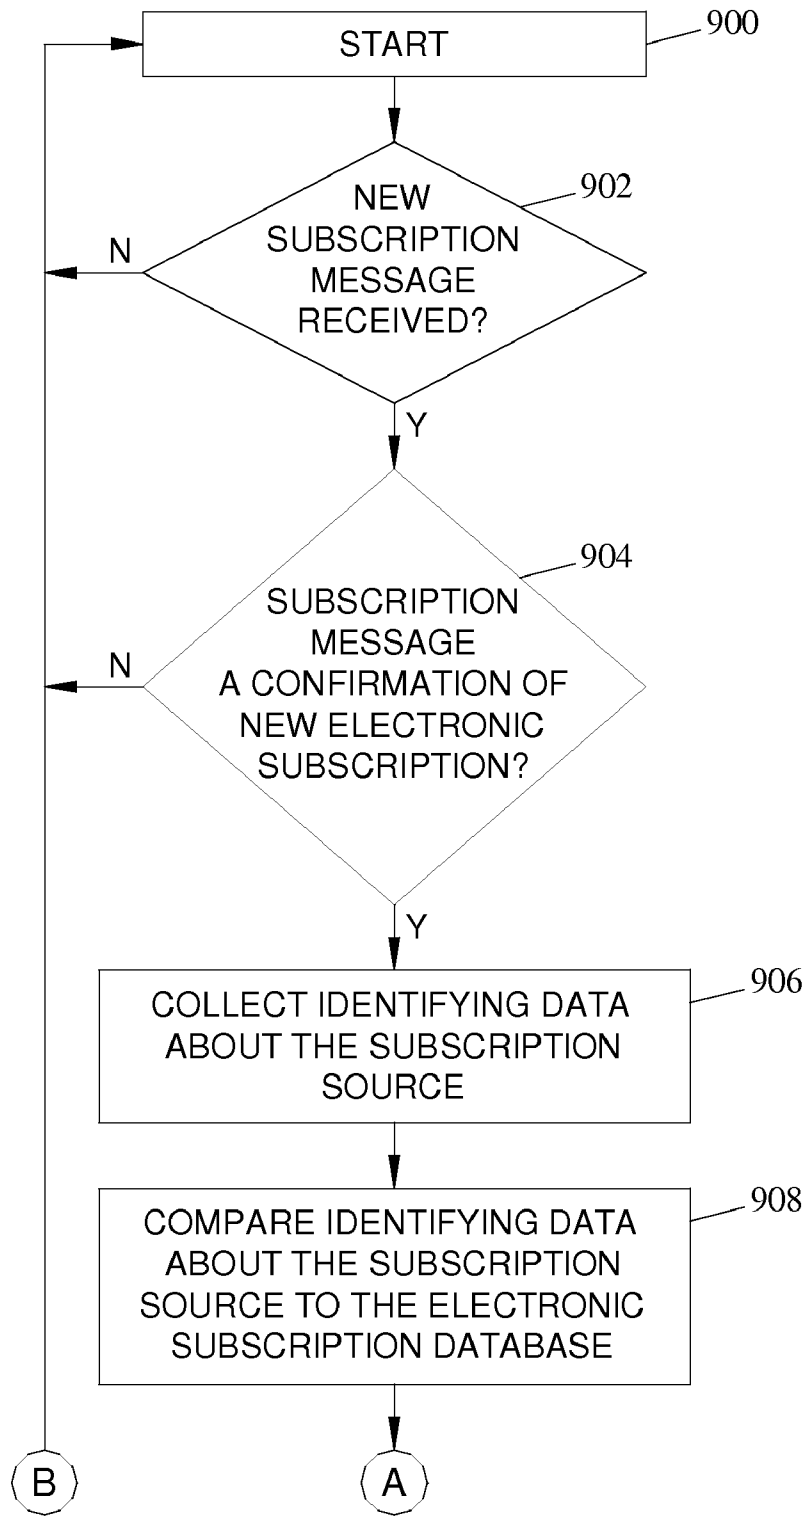 START
900
NEW
SUBSCRIPTION
MESSAGE
RECEIVED?
902
N
Y
SUBSCRIPTION
MESSAGE
A CONFIRMATION OF
NEW ELECTRONIC
SUBSCRIPTION?
904
N
Y
COLLECT IDENTIFYING DATA
ABOUT THE SUBSCRIPTION
SOURCE
906
COMPARE IDENTIFYING DATA
ABOUT THE SUBSCRIPTION
SOURCE TO THE ELECTRONIC
SUBSCRIPTION DATABASE
908
B
A